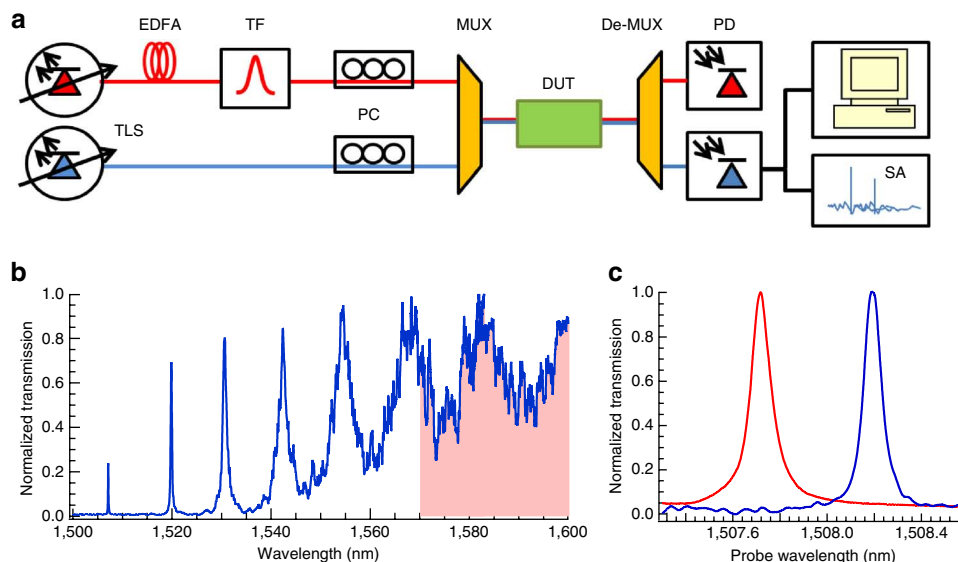 a
EDFA
TF
MUX
De-MUX
PD
DUT
TLS
PC
SA
b
Normalized transmission
1.0
0.8
0.6
0.4
0.2
0.0
1,500
1,520
1,540
1,560
1,580
1,600
Wavelength (nm)
c
Normalized transmission
1.0
0.8
0.6
0.4
0.2
0.0
1,507.6
1,508.0
1,508.4
Probe wavelength (nm)